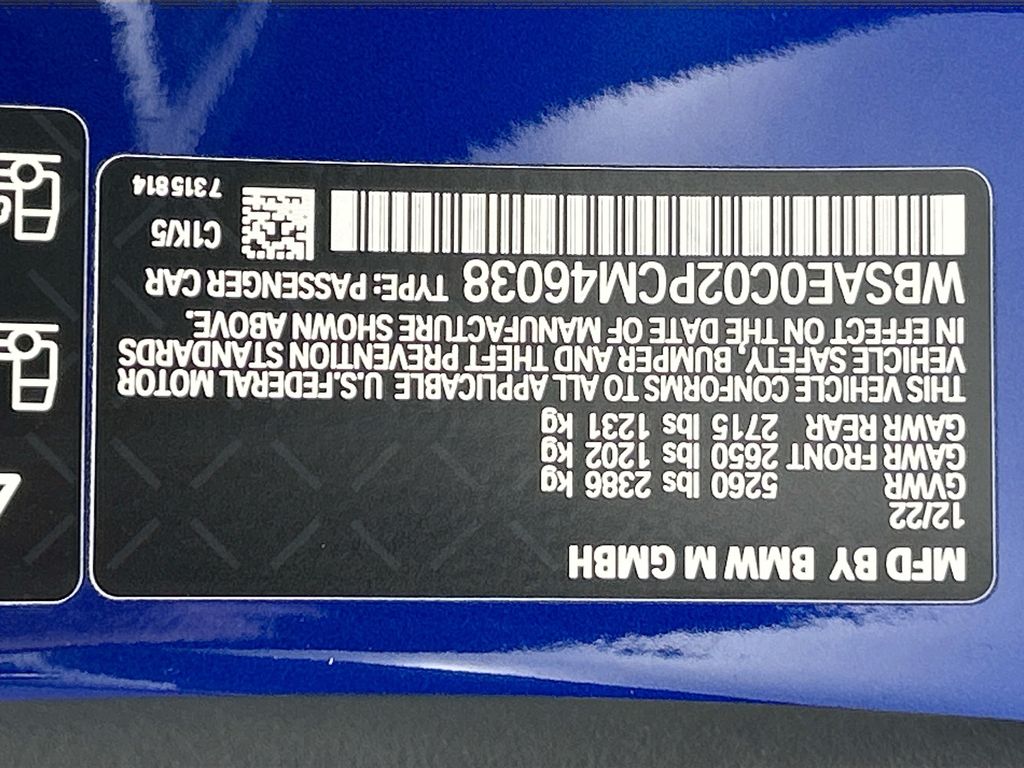 MFD BY BMW M GMBH
12/22
GVWR 5260 lbs 2386 kg
GAWR FRONT 2650 lbs 1202 kg
GAWR REAR 2715 lbs 1231 kg
THIS VEHICLE CONFORMS TO ALL APPLICABLE U.S.FEDERAL MOTOR
VEHICLE SAFETY, BUMPER, AND THEFT PREVENTION STANDARDS
IN EFFECT ON THE DATE OF MANUFACTURE SHOWN ABOVE.
WBSAE0C02PCM46038 TYPE: PASSENGER CAR
C1K/5
7315814